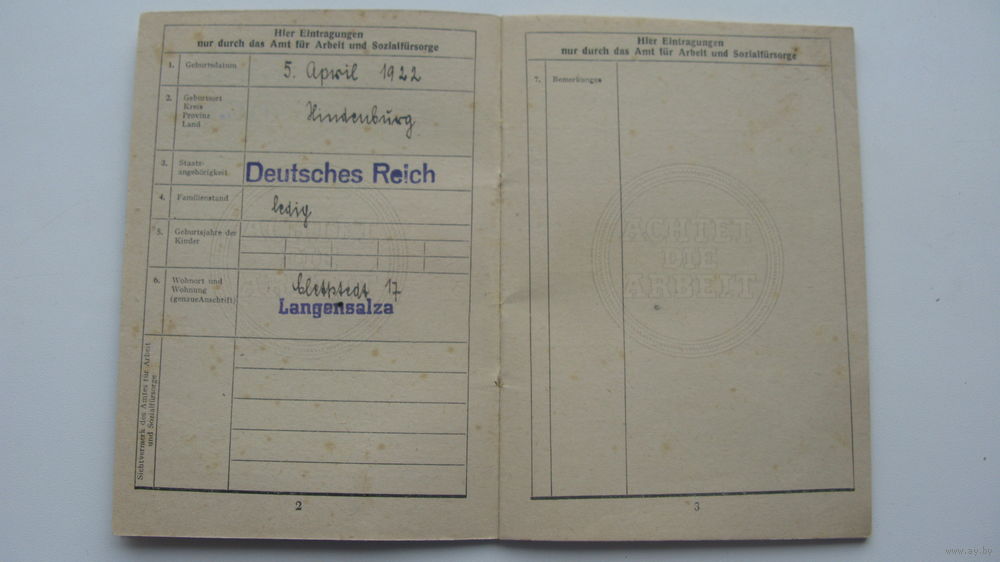 Hier Eintragungen
nur durch das Amt für Arbeit und Sozialfürsorge
1. Geburtsdatum 5. April 1922
2. Geburtsort
Kreis
Provinz
Land
Hindenburg
3. Staats-
angehörigkeit
Deutsches Reich
4. Familienstand ledig
5. Geburtsjahre der
Kinder
6. Wohnort und
Wohnung
(genaue Anschrift)
17
Langensalza
Sichtvermerk des Amtes für Arbeit
und Sozialfürsorge
2
Hier Eintragungen
nur durch das Amt für Arbeit und Sozialfürsorge
7. Bemerkungen
ACHTET
DIE
ARBEIT
3
www.ay.by